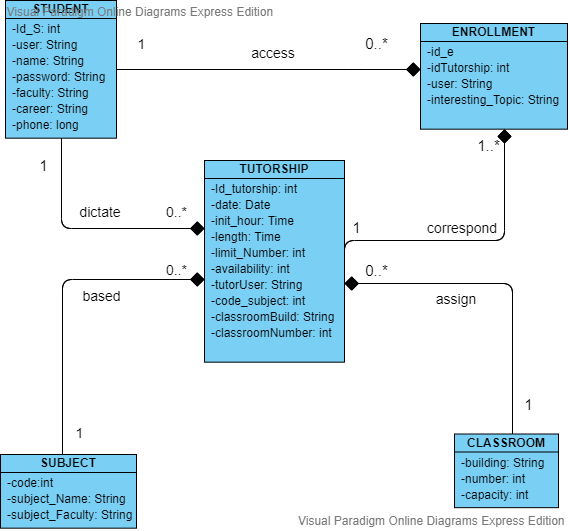 Visual Paradigm Online Diagrams Express Edition
STUDENT
-Id_S: int
-user: String
-name: String
-password: String
-faculty: String
-career: String
-phone: long
1
access
0..*
ENROLLMENT
-id_e
-idTutorship: int
-user: String
-interesting_Topic: String
1
dictate
0..*
1..*
correspond
1
TUTORSHIP
-Id_tutorship: int
-date: Date
-init_hour: Time
-length: Time
-limit_Number: int
-availability: int
-tutorUser: String
-code_subject: int
-classroomBuild: String
-classroomNumber: int
0..*
based
1
0..*
assign
1
SUBJECT
-code:int
-subject_Name: String
-subject_Faculty: String
CLASSROOM
-building: String
-number: int
-capacity: int
Visual Paradigm Online Diagrams Express Edition